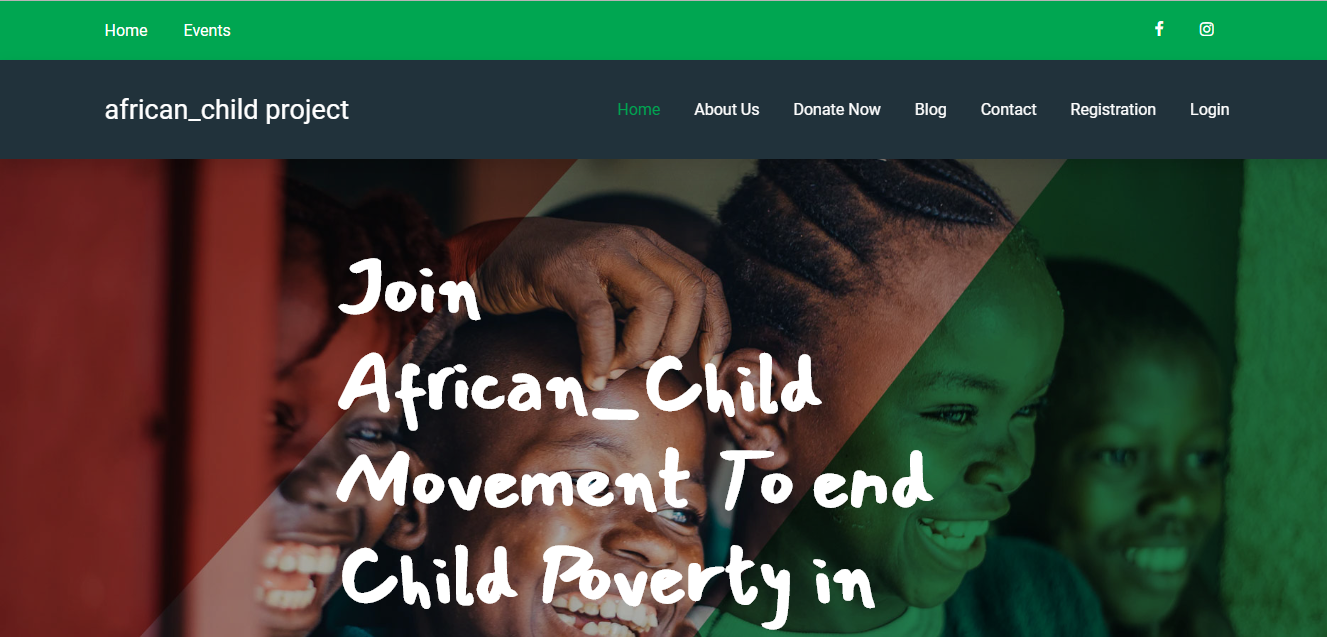 Home Events
african_child project
Home About Us Donate Now Blog Contact Registration Login
Join
African_Child
Movement To end
Child Poverty in